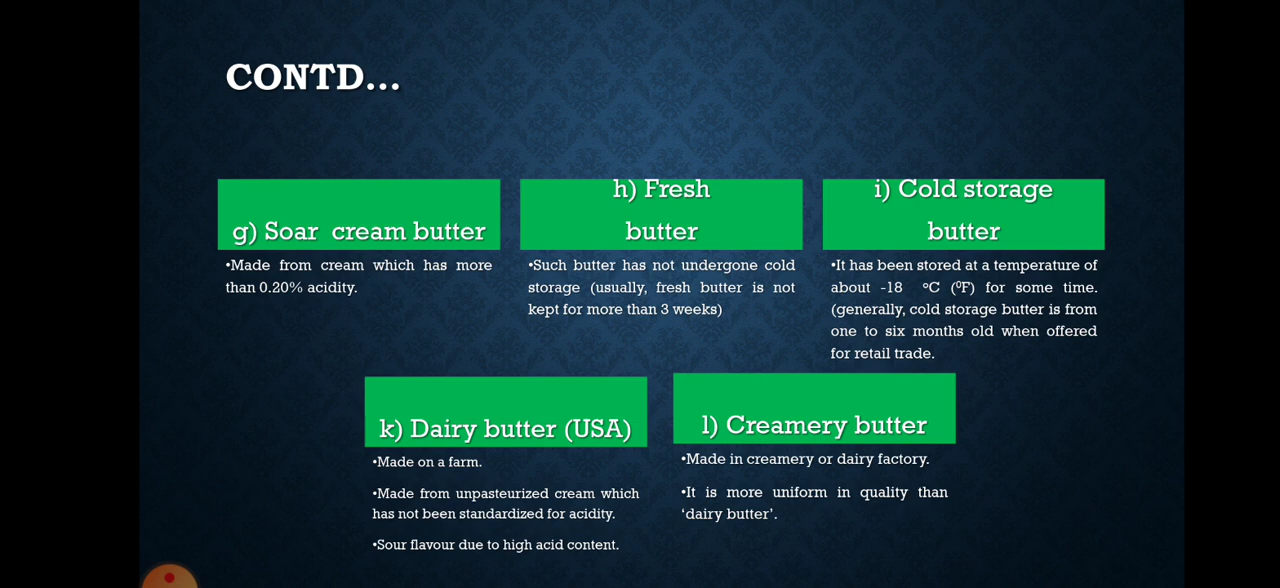 CONTD...
g) Soar cream butter
•Made from cream which has more
than 0.20% acidity.
h) Fresh
butter
•Such butter has not undergone cold
storage (usually, fresh butter is not
kept for more than 3 weeks)
i) Cold storage
butter
•It has been stored at a temperature of
about -18 ºC (⁰F) for some time.
(generally, cold storage butter is from
one to six months old when offered
for retail trade.
k) Dairy butter (USA)
•Made on a farm.
•Made from unpasteurized cream which
has not been standardized for acidity.
•Sour flavour due to high acid content.
l) Creamery butter
•Made in creamery or dairy factory.
•It is more uniform in quality than
‘dairy butter’.